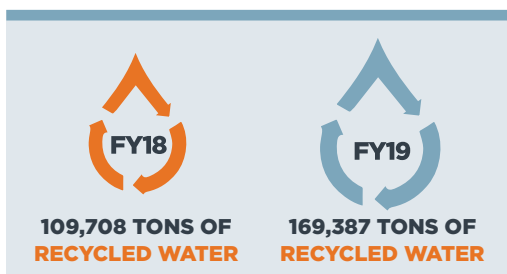 FY18
109,708 TONS OF
RECYCLED WATER
FY19
169,387 TONS OF
RECYCLED WATER